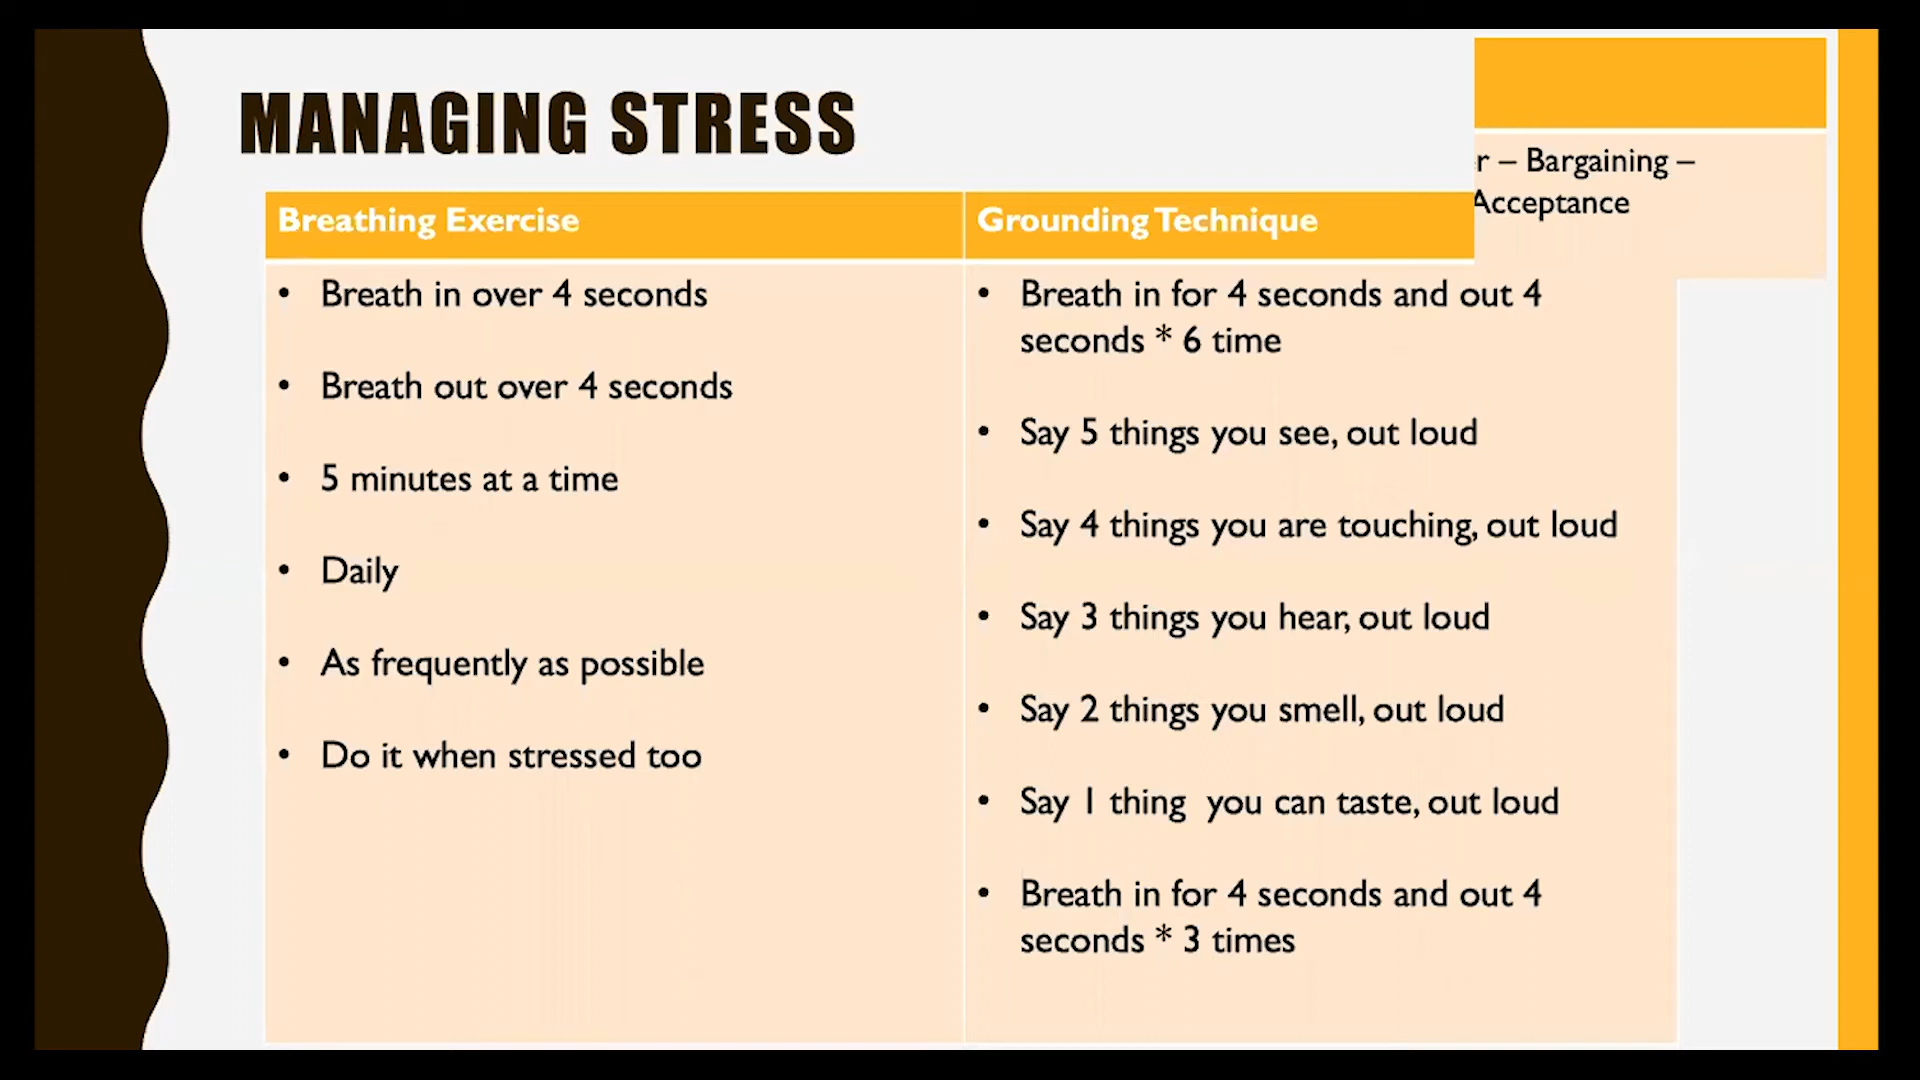 MANAGING STRESS
– Bargaining –
Acceptance
Breathing Exercise
• Breath in over 4 seconds
• Breath out over 4 seconds
• 5 minutes at a time
• Daily
• As frequently as possible
• Do it when stressed too
Grounding Technique
• Breath in for 4 seconds and out 4
seconds * 6 time
• Say 5 things you see, out loud
• Say 4 things you are touching, out loud
• Say 3 things you hear, out loud
• Say 2 things you smell, out loud
• Say 1 thing  you can taste, out loud
• Breath in for 4 seconds and out 4
seconds * 3 times